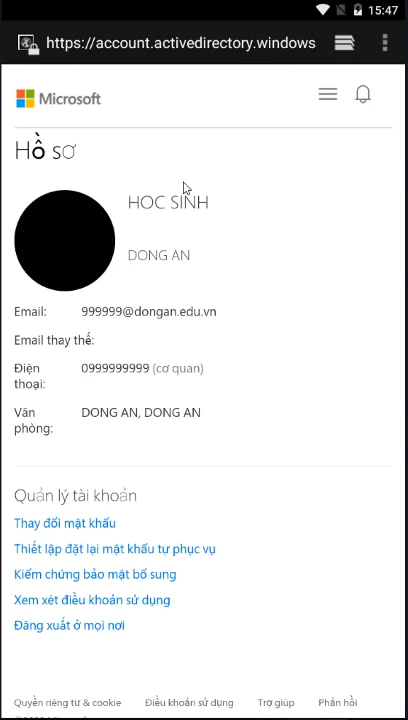 15:47
https://account.activedirectory.windows
Microsoft
Hồ sơ
HOC SINH
DONG AN
Email: 999999@dongan.edu.vn
Email thay thế:
Điện thoại: 0999999999 (cơ quan)
Văn phòng: DONG AN, DONG AN
Quản lý tài khoản
Thay đổi mật khẩu
Thiết lập đặt lại mật khẩu tự phục vụ
Kiểm chứng bảo mật bổ sung
Xem xét điều khoản sử dụng
Đăng xuất ở mọi nơi
Quyền riêng tư & cookie Điều khoản sử dụng Trợ giúp Phản hồi